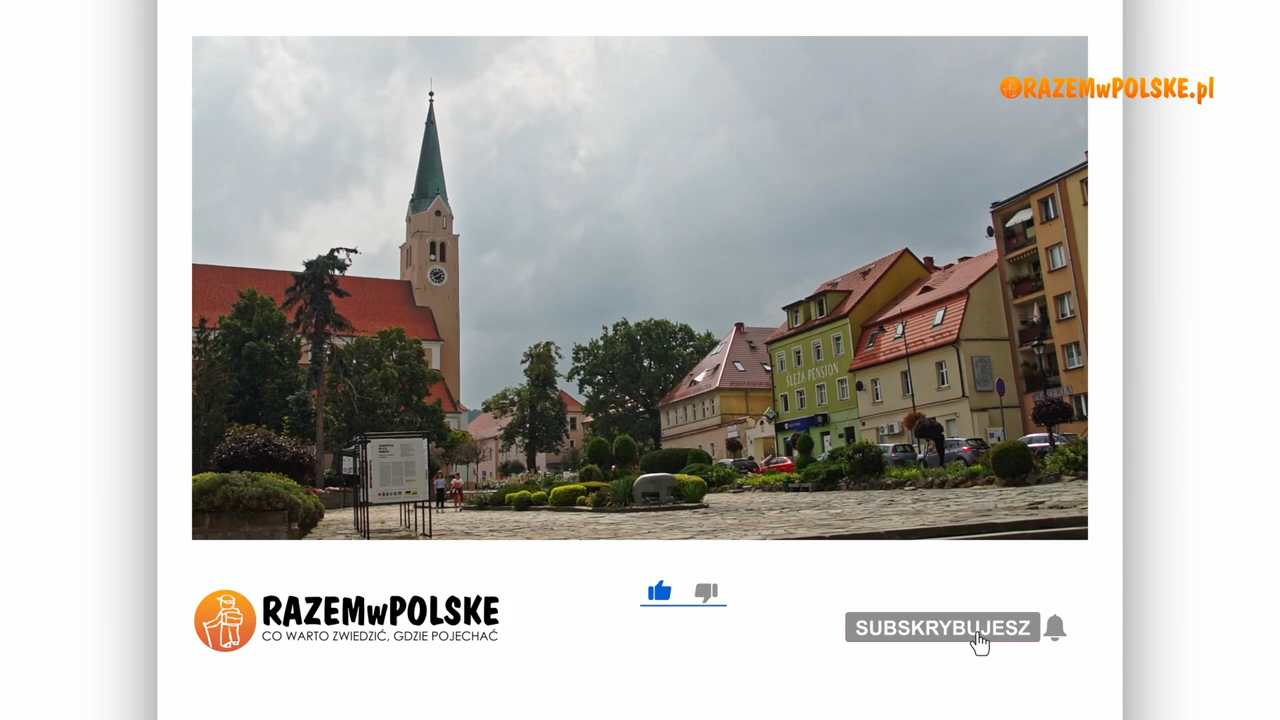 RAZEMwPOLSKE.pl
ŚLĘŻA PENSION
RAZEMwPOLSKE
CO WARTO ZWIEDZIĆ, GDZIE POJECHAĆ
SUBSKRYBUJESZ